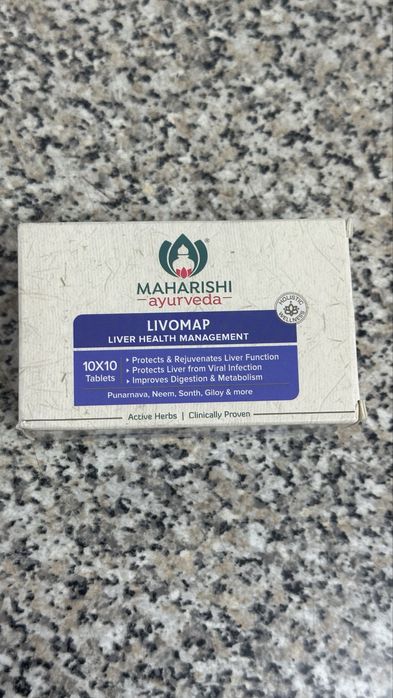 MAHARISHI
ayurveda
HOLISTIC
WELLNESS
LIVOMAP
LIVER HEALTH MANAGEMENT
10X10
Tablets
Protects & Rejuvenates Liver Function
Protects Liver from Viral Infection
Improves Digestion & Metabolism
Punarnava, Neem, Sonth, Giloy & more
Active Herbs | Clinically Proven